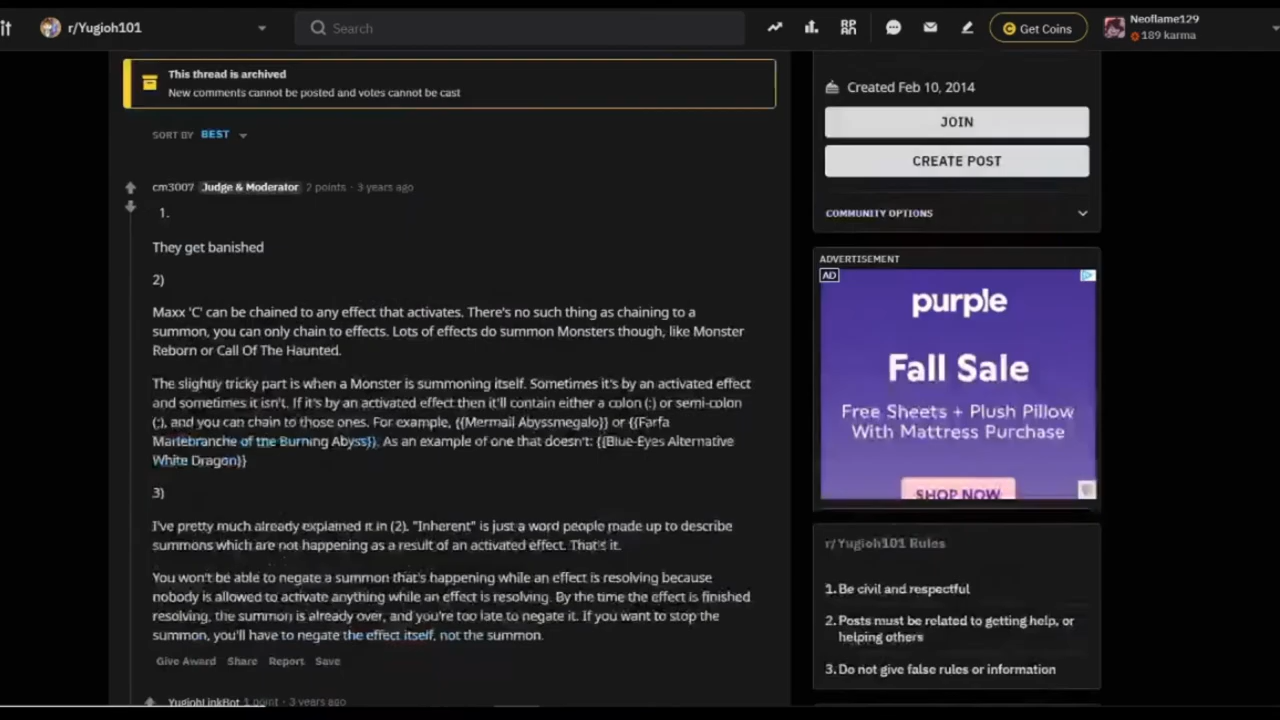 it
r/Yugioh101
Search
Get Coins
Neoflame129
189 karma
This thread is archived
New comments cannot be posted and votes cannot be cast
SORT BY BEST
cm3007 Judge & Moderator 2 points · 3 years ago
1.
They get banished
2)
Maxx 'C' can be chained to any effect that activates. There's no such thing as chaining to a
summon, you can only chain to effects. Lots of effects do summon Monsters though, like Monster
Reborn or Call Of The Haunted.
The slightly tricky part is when a Monster is summoning itself. Sometimes it's by an activated effect
and sometimes it isn't. If it's by an activated effect then it'll contain either a colon (:) or semi-colon
(;), and you can chain to those ones. For example, {{Mermail Abyssmegalo}} or {{Farfa
Martebranche of the Burning Abyss}}. As an example of one that doesn't: {{Blue-Eyes Alternative
White Dragon}}
3)
I've pretty much already explained it in (2). "Inherent" is just a word people made up to describe
summons which are not happening as a result of an activated effect. That's it.
You won't be able to negate a summon that's happening while an effect is resolving because
nobody is allowed to activate anything while an effect is resolving. By the time the effect is finished
resolving, the summon is already over, and you're too late to negate it. If you want to stop the
summon, you'll have to negate the effect itself, not the summon.
Give Award Share Report Save
YugiohLinkBot 1 point · 3 years ago
Created Feb 10, 2014
JOIN
CREATE POST
COMMUNITY OPTIONS
ADVERTISEMENT
AD
purple
Fall Sale
Free Sheets + Plush Pillow
With Mattress Purchase
SHOP NOW
r/Yugioh101 Rules
1. Be civil and respectful
2. Posts must be related to getting help, or
helping others
3. Do not give false rules or information